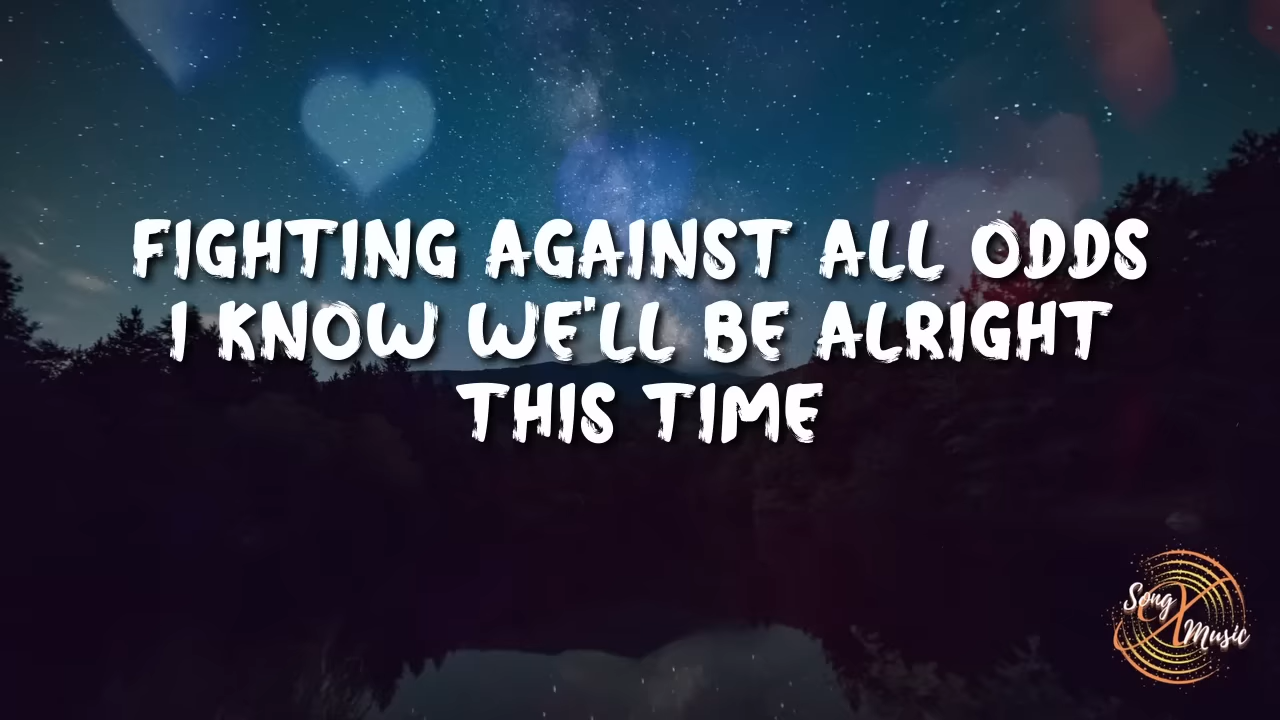 FIGHTING AGAINST ALL ODDS
I KNOW WE'LL BE ALRIGHT
THIS TIME
Song X Music